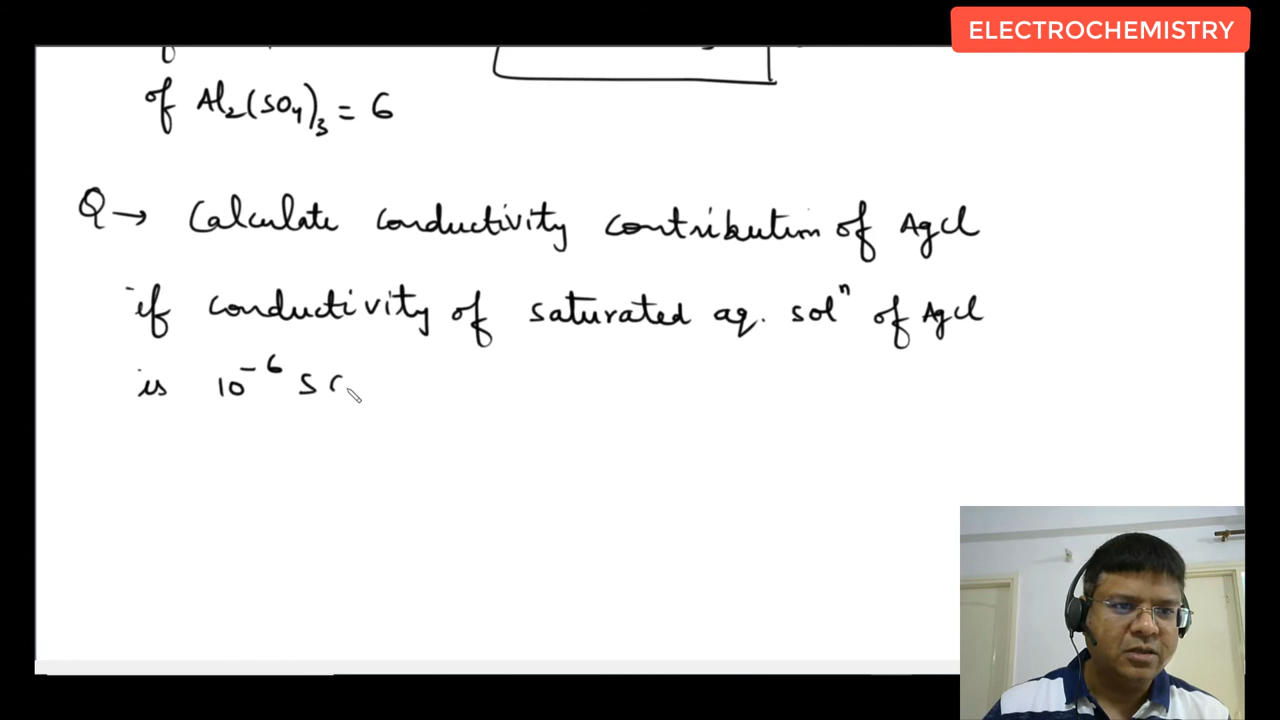 ELECTROCHEMISTRY
of Al₂(SO₄)₃ = 6
Q → Calculate conductivity contribution of AgCl
if conductivity of saturated aq. solⁿ of AgCl
is 10⁻⁶ S C